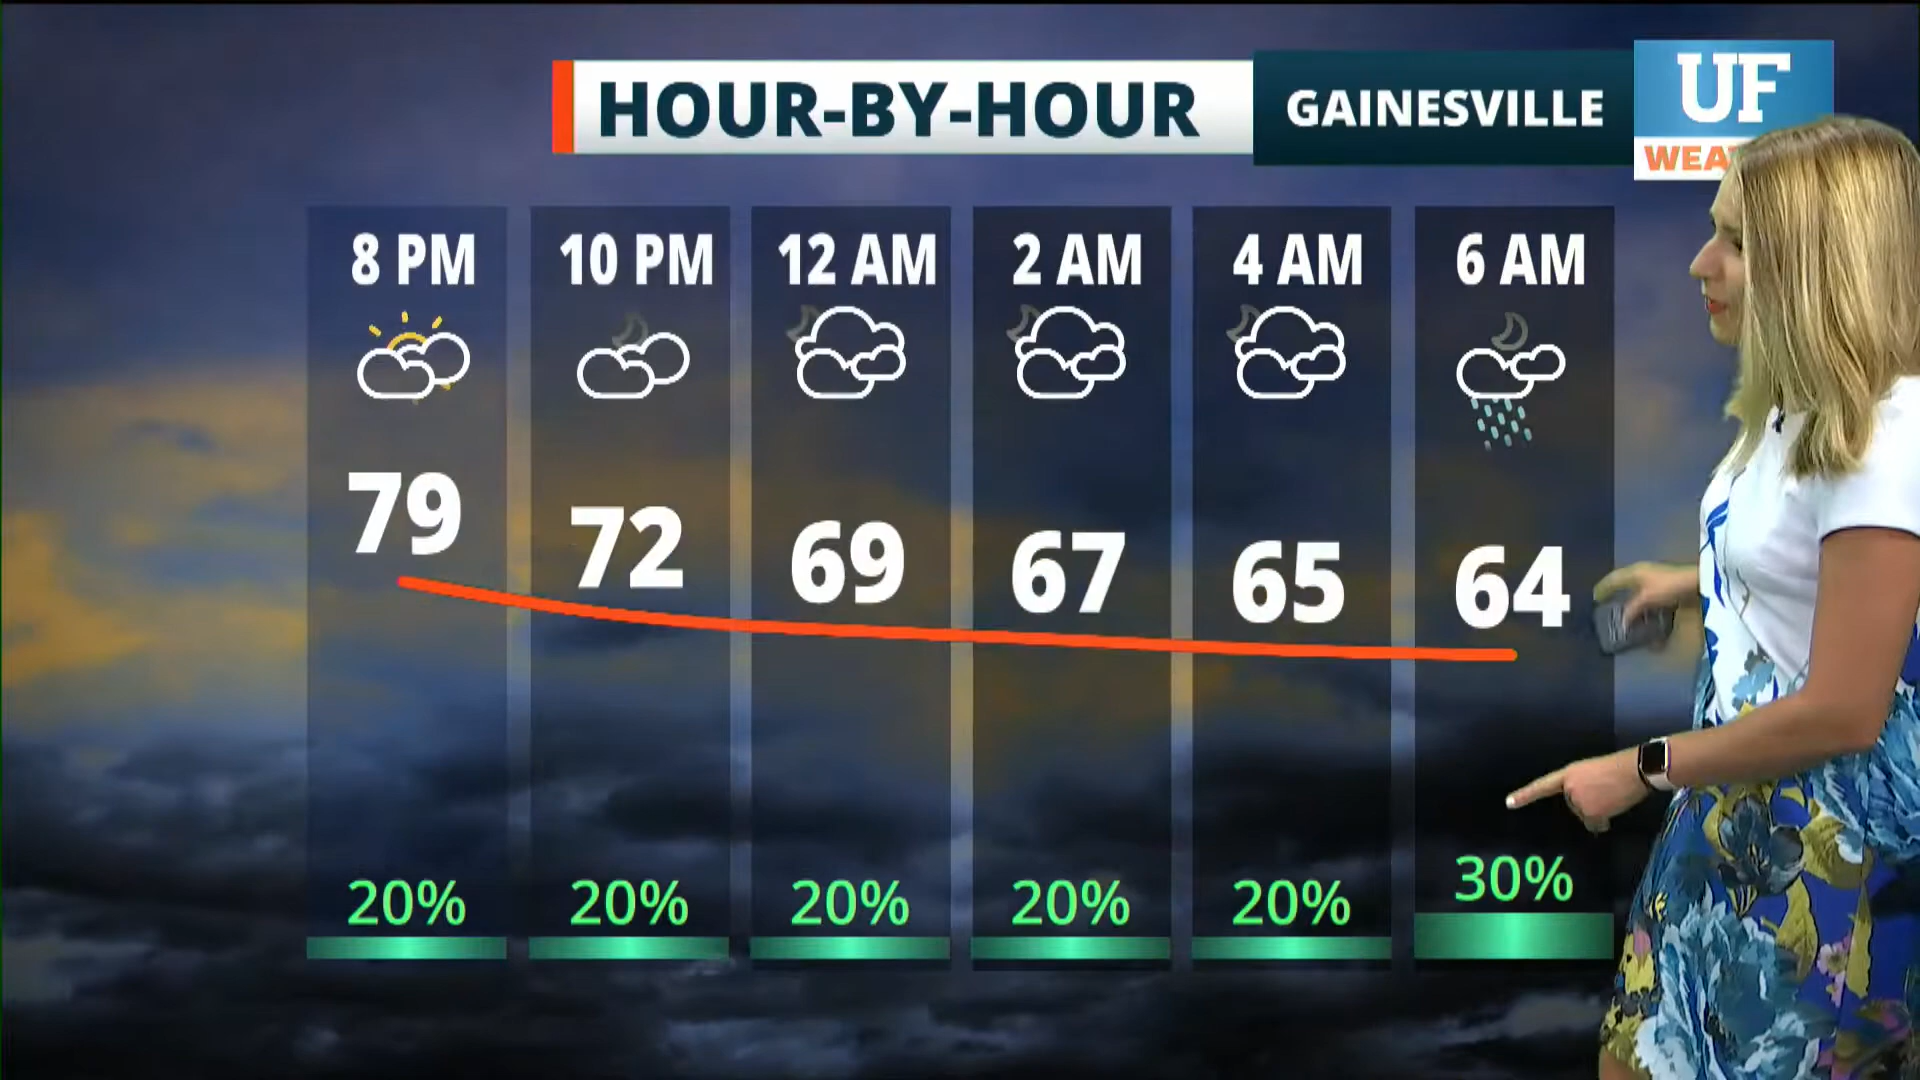 HOUR-BY-HOUR
GAINESVILLE
UF
8 PM 10 PM 12 AM 2 AM 4 AM 6 AM
79 72 69 67 65 64
20% 20% 20% 20% 20% 30%